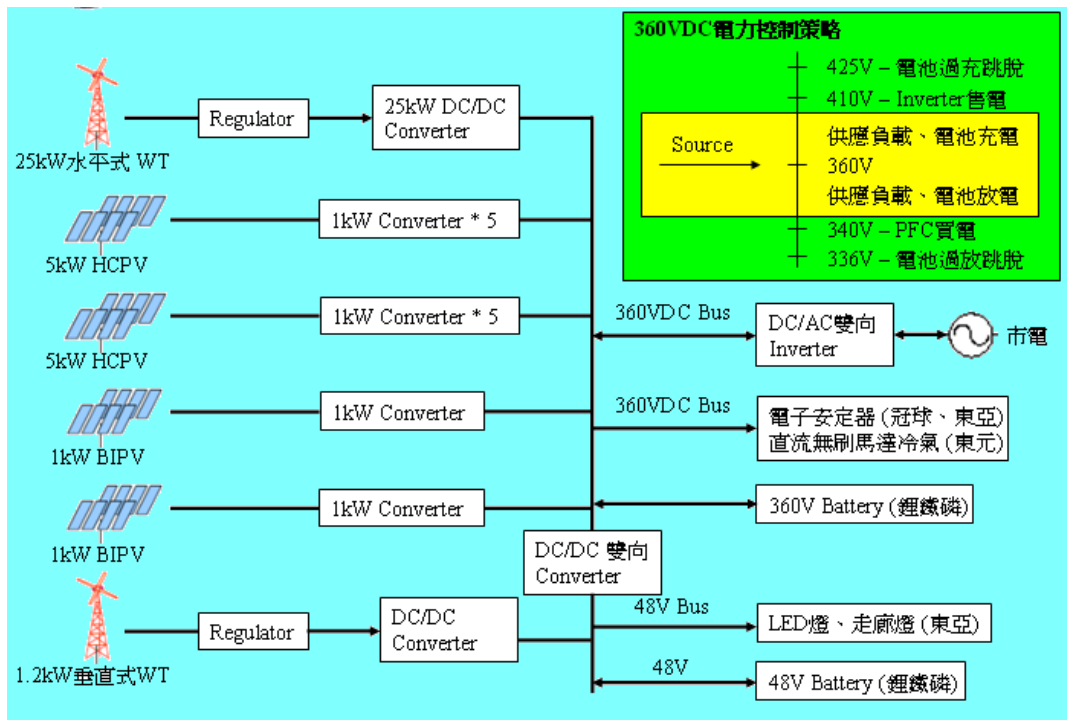 360VDC電力控制策略
425V – 電池過充跳脫
410V – Inverter售電
供應負載、電池充電
Source
360V
供應負載、電池放電
340V – PFC買電
336V – 電池過放跳脫
25kW水平式 WT
Regulator
25kW DC/DC
Converter
5kW HCPV
1kW Converter * 5
5kW HCPV
1kW Converter * 5
360VDC Bus
DC/AC雙向
Inverter
市電
1kW BIPV
1kW Converter
360VDC Bus
電子安定器 (冠球、東亞)
直流無刷馬達冷氣 (東元)
1kW BIPV
1kW Converter
360V Battery (鋰鐵磷)
DC/DC 雙向
Converter
1.2kW垂直式WT
Regulator
DC/DC
Converter
48V Bus
LED燈、走廊燈 (東亞)
48V
48V Battery (鋰鐵磷)